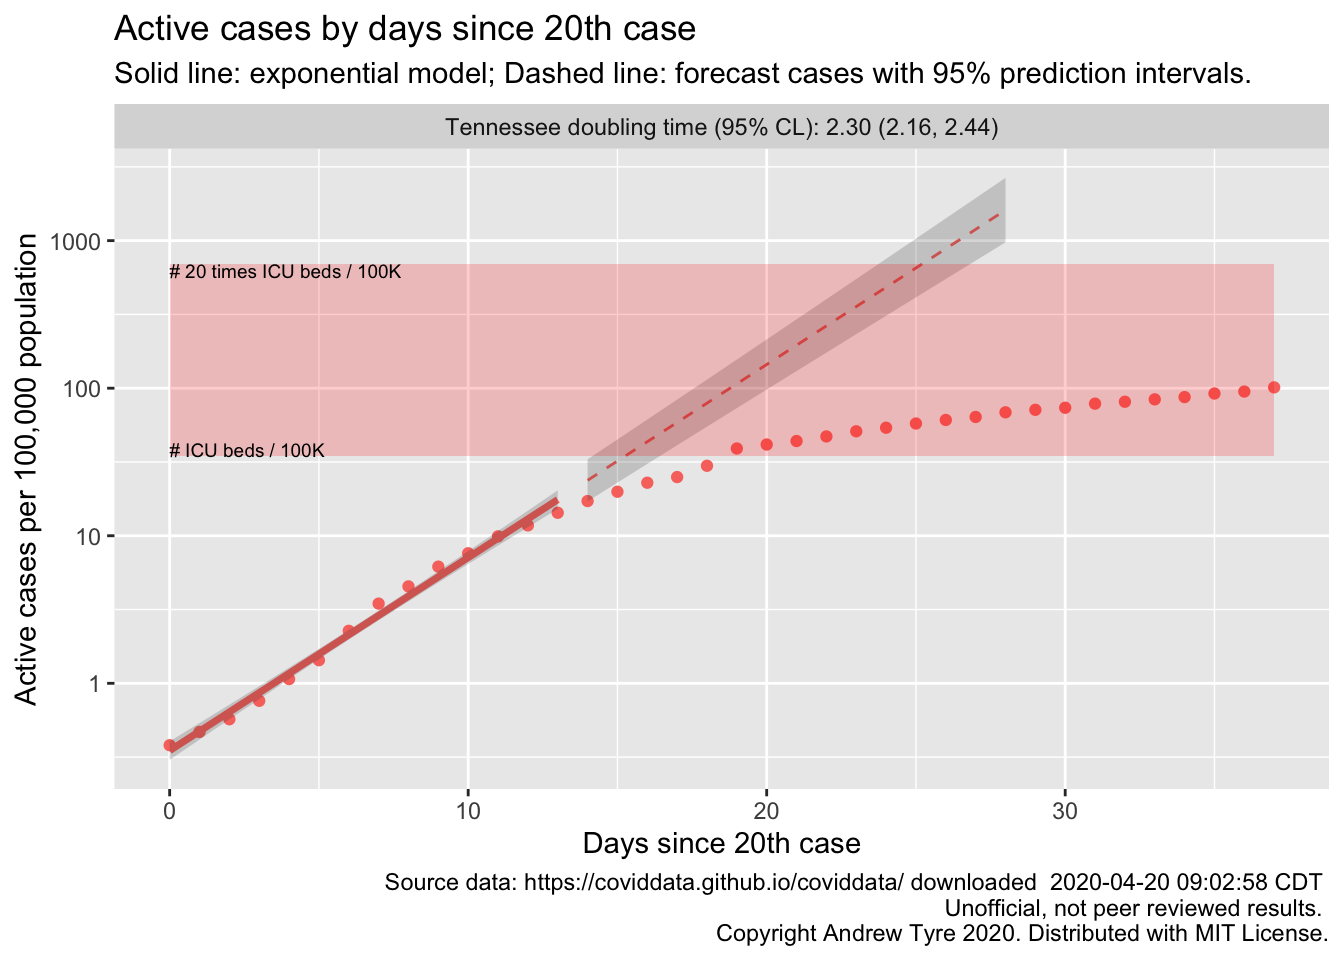 Active cases by days since 20th case
Solid line: exponential model; Dashed line: forecast cases with 95% prediction intervals.
Tennessee doubling time (95% CL): 2.30 (2.16, 2.44)
Active cases per 100,000 population
1000
100
10
1
# 20 times ICU beds / 100K
# ICU beds / 100K
0 10 20 30
Days since 20th case
Source data: https://coviddata.github.io/coviddata/ downloaded  2020-04-20 09:02:58 CDT
Unofficial, not peer reviewed results.
Copyright Andrew Tyre 2020. Distributed with MIT License.